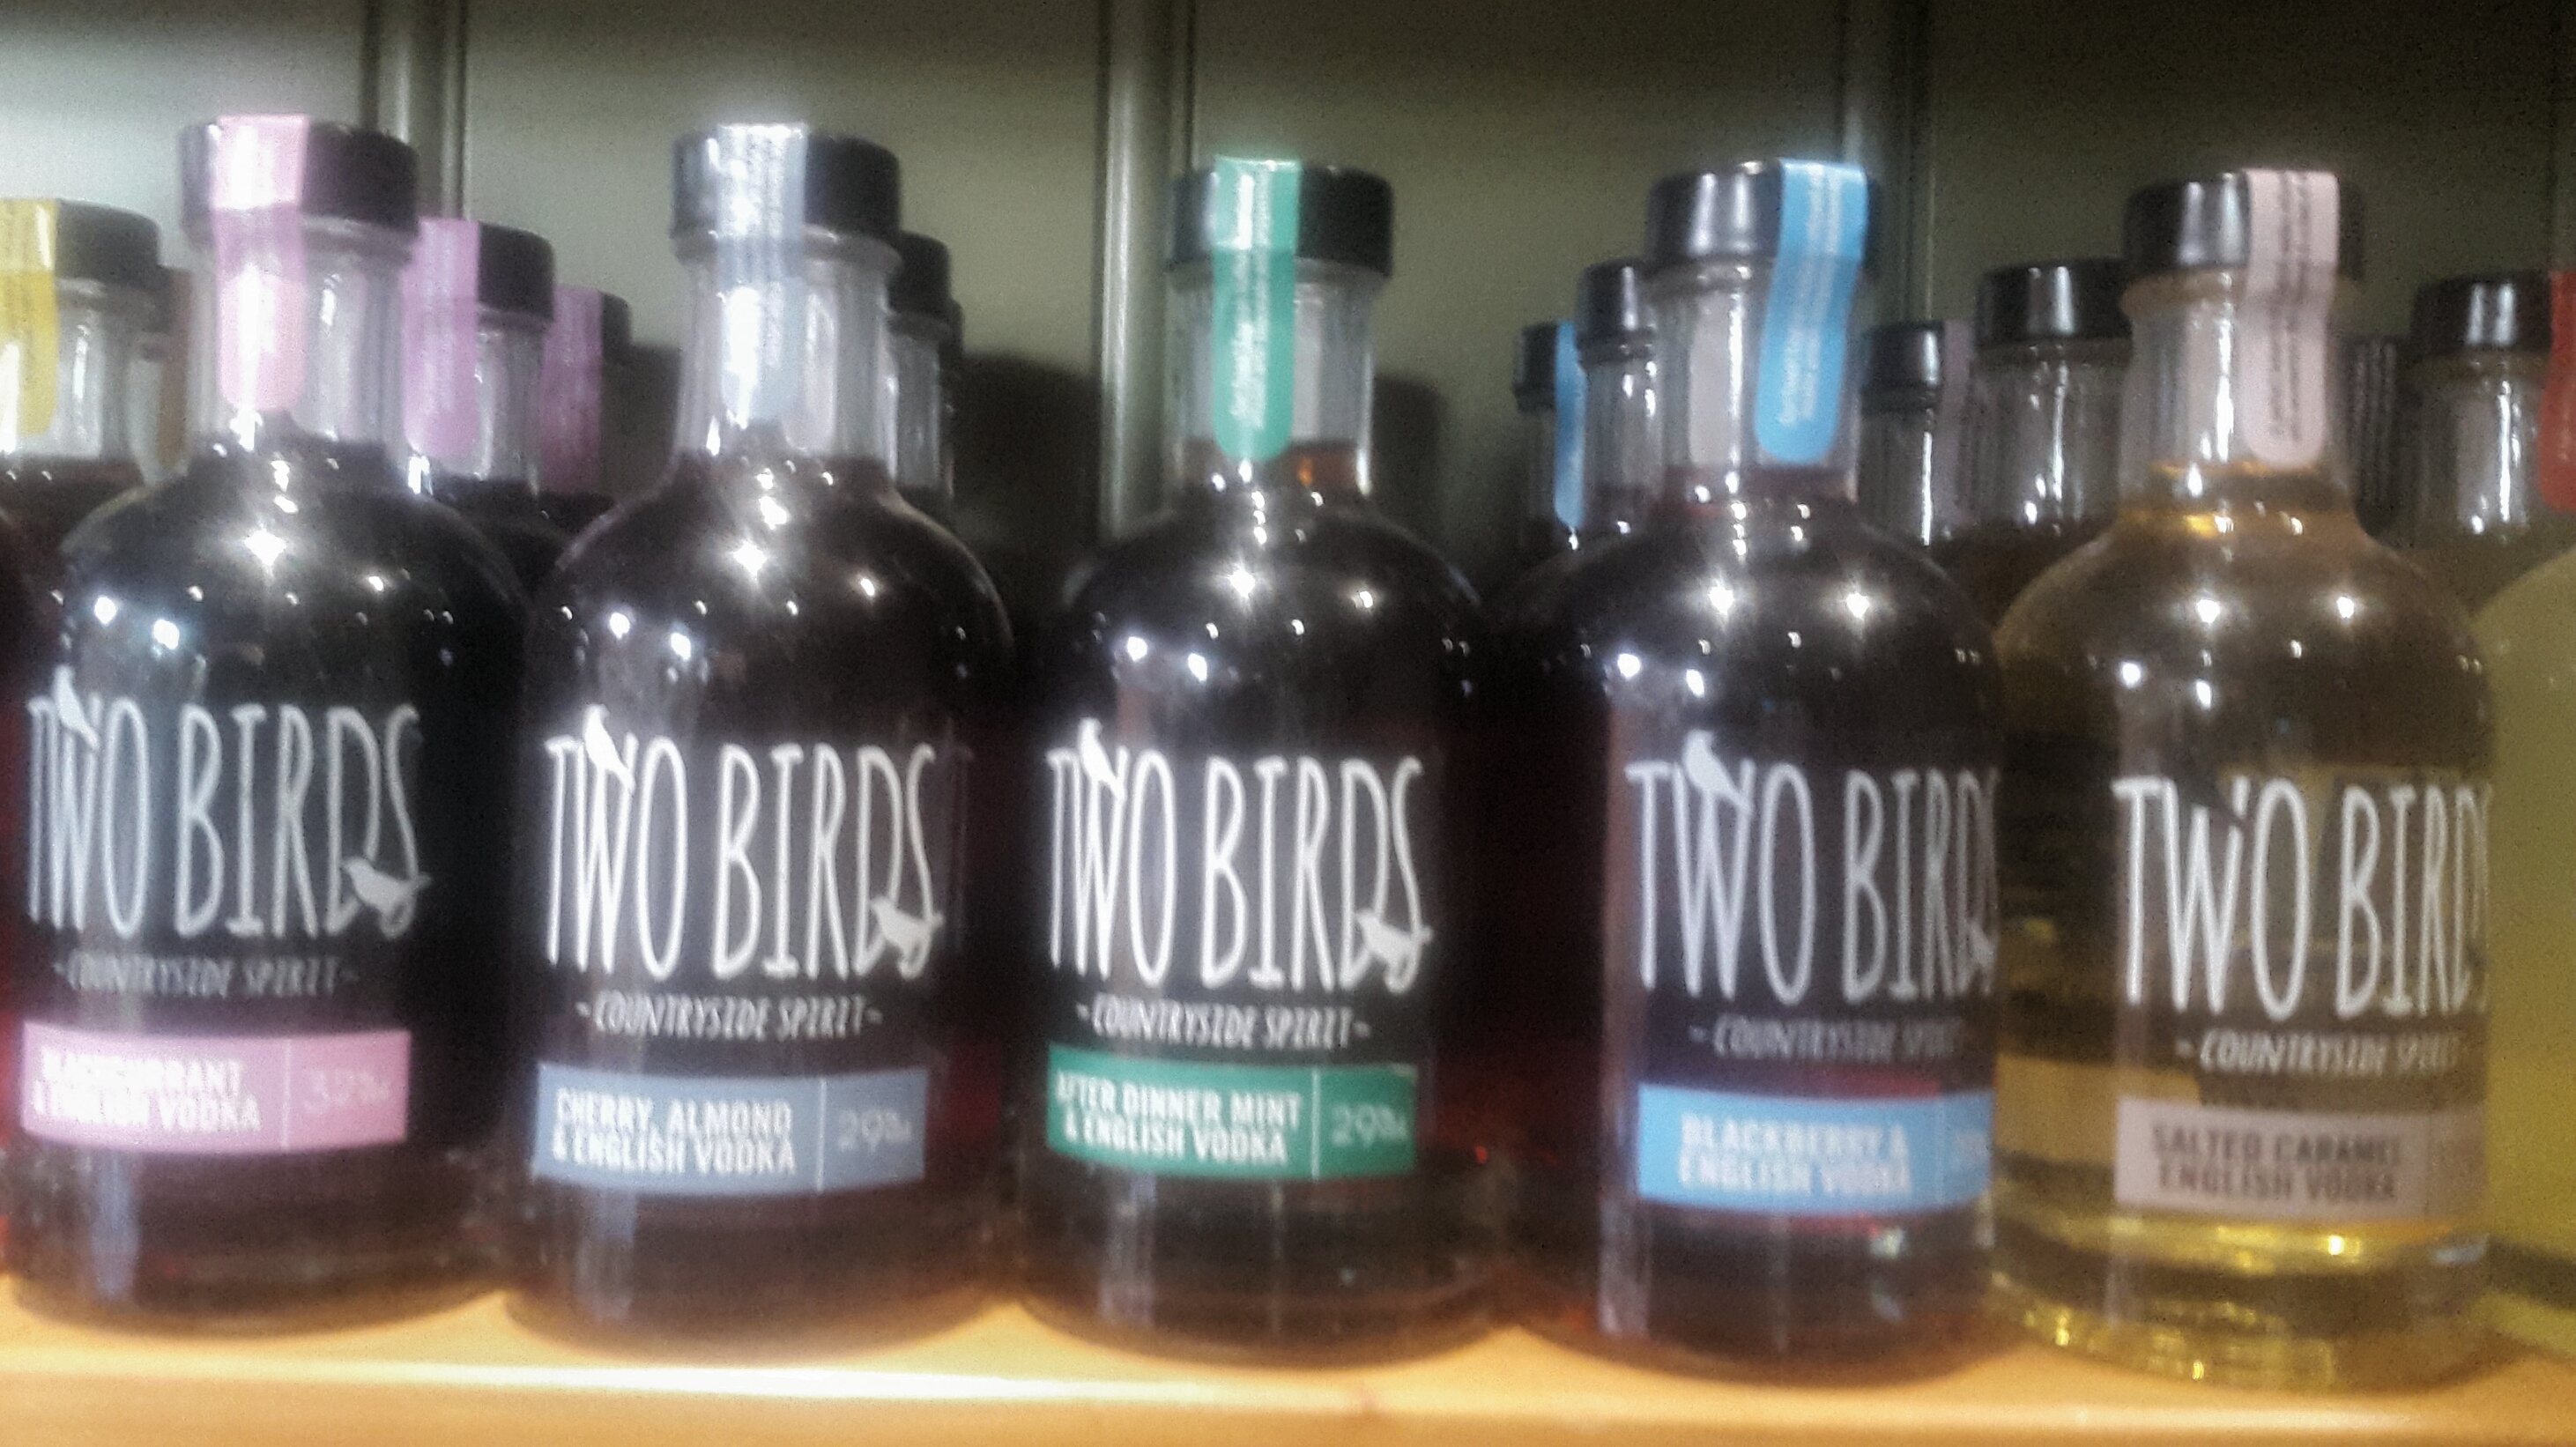 TWO BIRDS
-COUNTRYSIDE SPIRIT-
BLACKCURRANT
& ENGLISH VODKA
TWO BIRDS
-COUNTRYSIDE SPIRIT-
CHERRY, ALMOND
& ENGLISH VODKA
29%
TWO BIRDS
-COUNTRYSIDE SPIRIT-
AFTER DINNER MINT
& ENGLISH VODKA
29%
TWO BIRDS
-COUNTRYSIDE SPIRIT
BLACKBERRY &
ENGLISH VODKA
TWO BIRDS
-COUNTRYSIDE SPIRIT
SALTED CARAMEL
ENGLISH VODKA